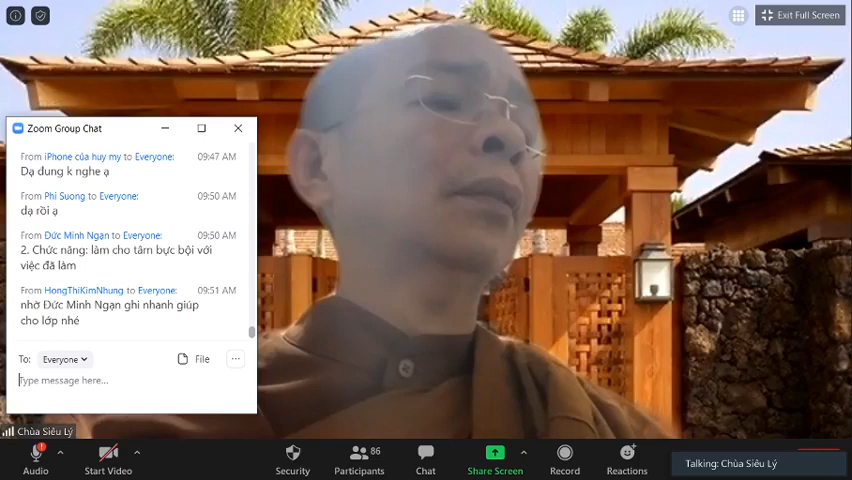 Exit Full Screen
Zoom Group Chat
From iPhone của huy my to Everyone: 09:47 AM
Dạ đung k nghe ạ
From Phi Suong to Everyone: 09:50 AM
dạ rồi ạ
From Đức Minh Ngạn to Everyone: 09:50 AM
2. Chức năng: làm cho tâm bực bội với
việc đã làm
From HongThiKimNhung to Everyone: 09:51 AM
nhờ Đức Minh Ngạn ghi nhanh giúp
cho lớp nhé
To: Everyone File
Type message here...
Chùa Siêu Lý
86
Audio Start Video Security Participants Chat Share Screen Record Reactions
Talking: Chùa Siêu Lý